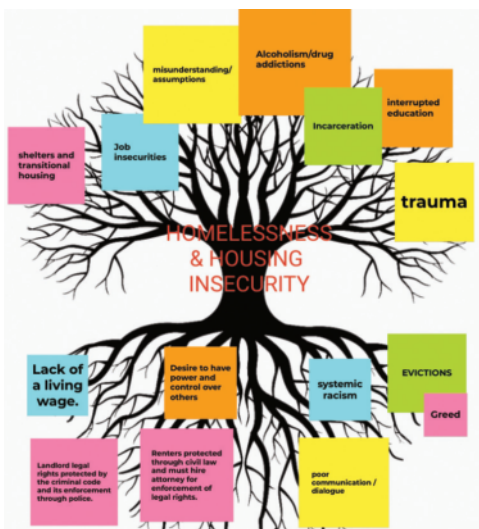 Alcoholism/drug
addictions
misunderstanding/
assumptions
interrupted
education
Incarceration
Job
insecurities
shelters and
transitional
housing
trauma
HOMELESSNESS
& HOUSING
INSECURITY
Lack of
a living
wage.
Desire to have
power and
control over
others
systemic
racism
EVICTIONS
Greed
Landlord legal
rights protected by
the criminal code
and its enforcement
through police.
Renters protected
through civil law
and must hire
attorney for
enforcement of
legal rights.
poor
communication /
dialogue